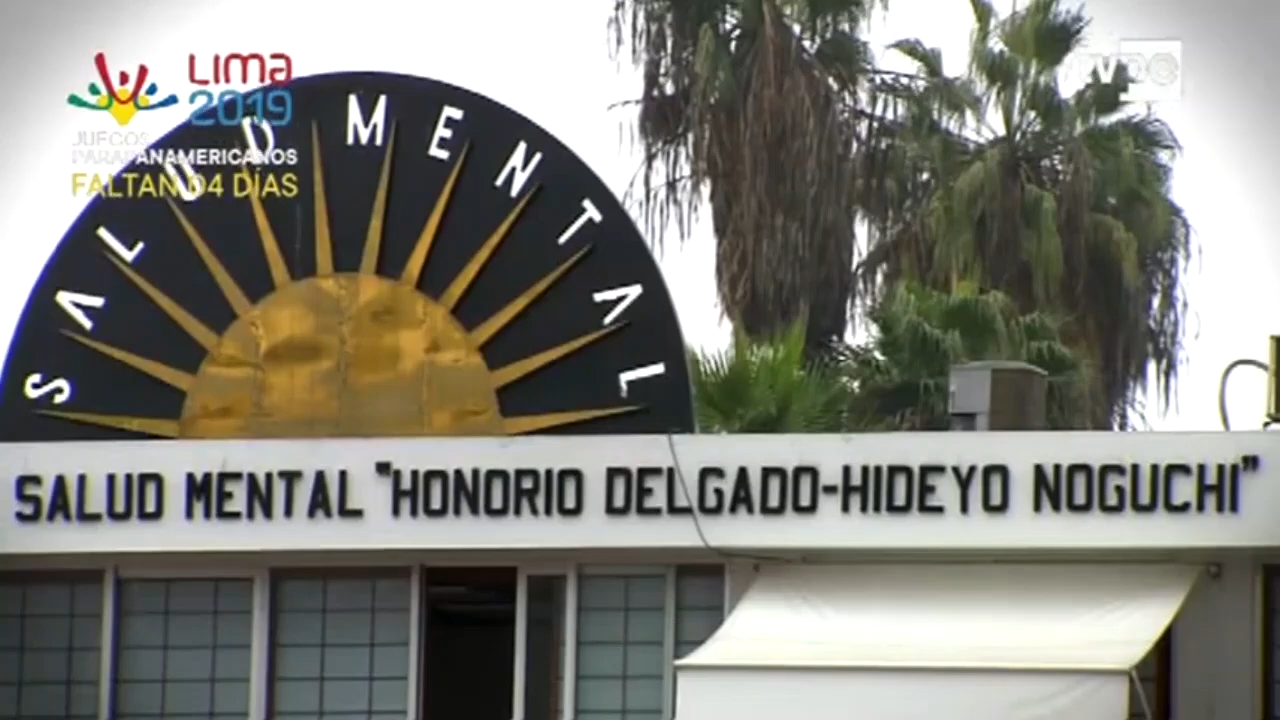 LIMA
2019
JUEGOS
PARAPANAMERICANOS
FALTAN 04 DÍAS
SALUD MENTAL
SALUD MENTAL "HONORIO DELGADO-HIDEYO NOGUCHI"